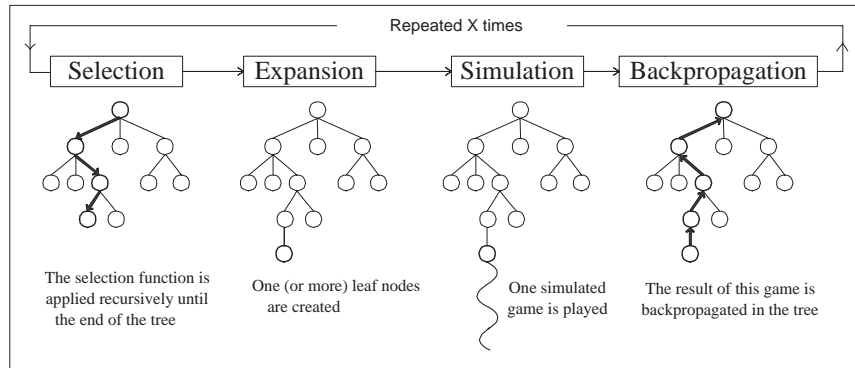 Repeated X times
Selection
Expansion
Simulation
Backpropagation
The selection function is
applied recursively until
the end of the tree
One (or more) leaf nodes
are created
One simulated
game is played
The result of this game is
backpropagated in the tree